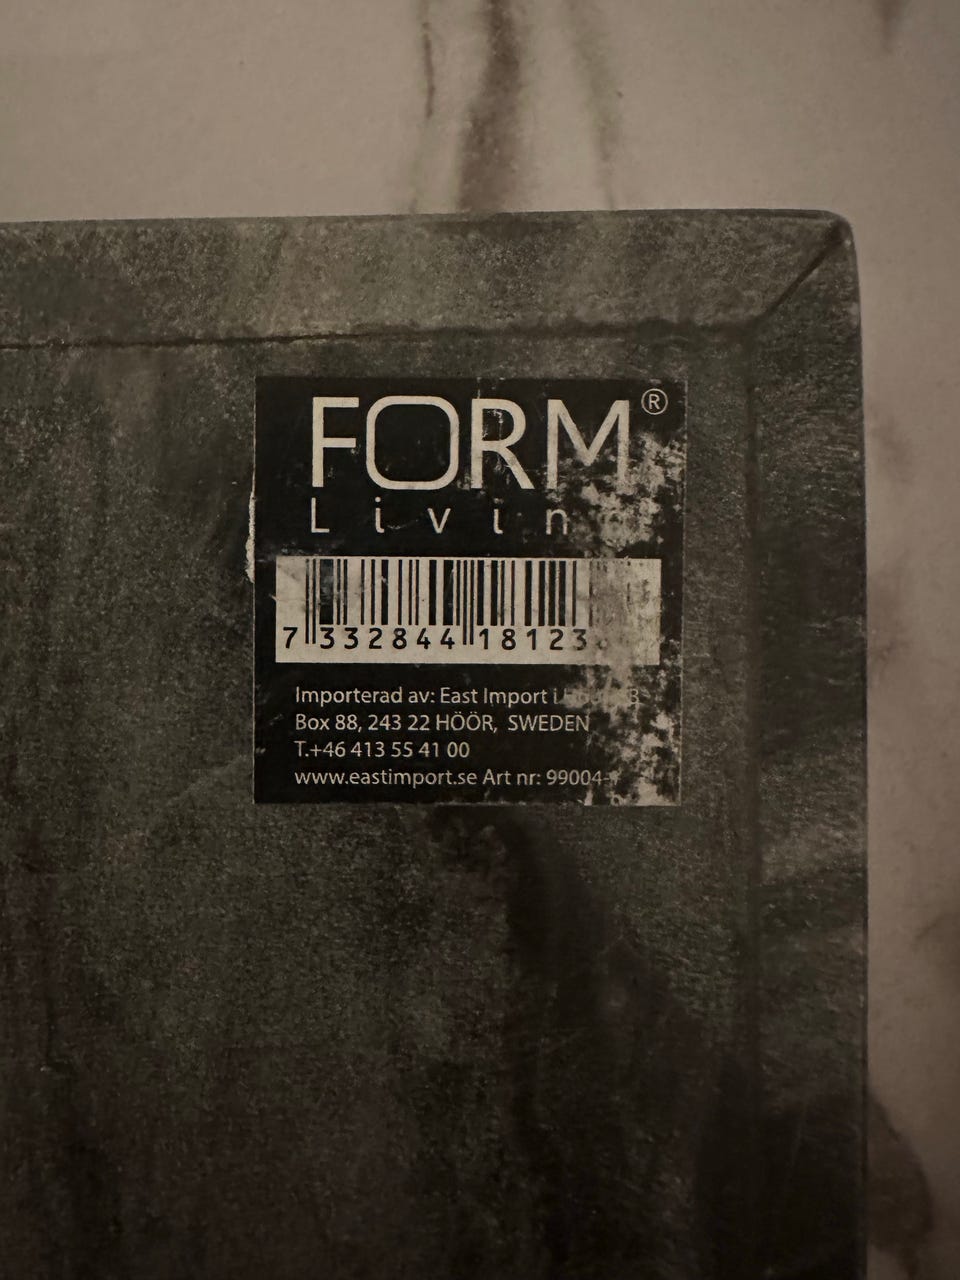 FORM®
Livin
7 332844 18123
Importerad av: East Import i
Box 88, 243 22 HÖÖR, SWEDEN
T.+46 413 55 41 00
www.eastimport.se Art nr: 99004-